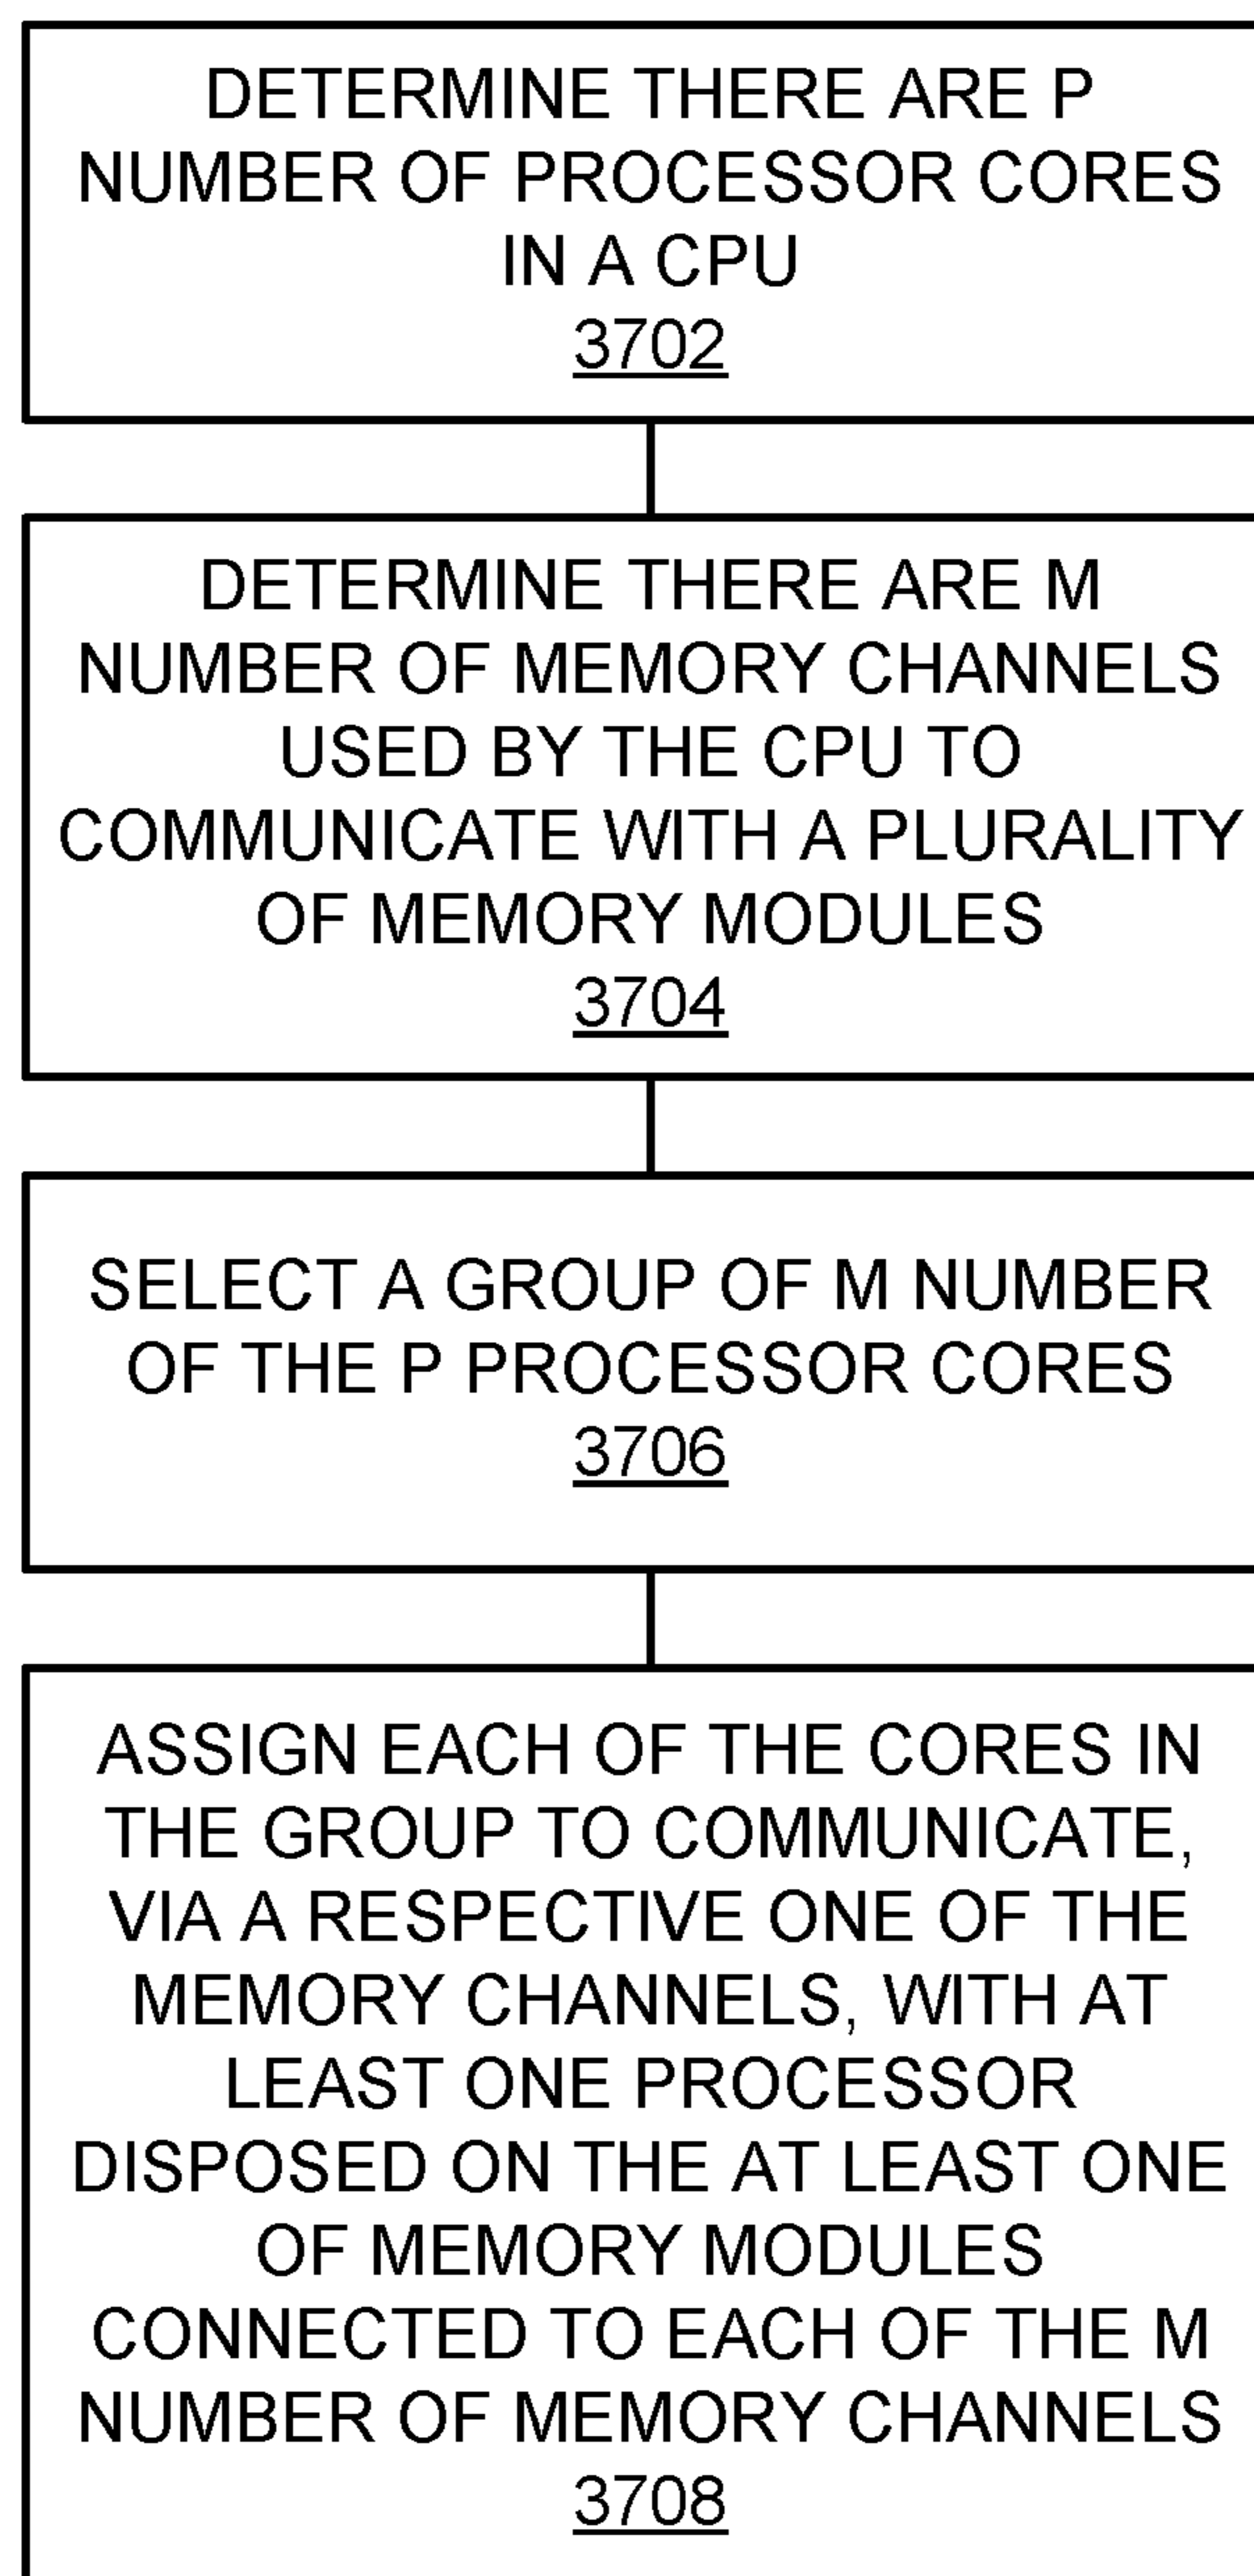 DETERMINE THERE ARE P
NUMBER OF PROCESSOR CORES
IN A CPU
3702
DETERMINE THERE ARE M
NUMBER OF MEMORY CHANNELS
USED BY THE CPU TO
COMMUNICATE WITH A PLURALITY
OF MEMORY MODULES
3704
SELECT A GROUP OF M NUMBER
OF THE P PROCESSOR CORES
3706
ASSIGN EACH OF THE CORES IN
THE GROUP TO COMMUNICATE,
VIA A RESPECTIVE ONE OF THE
MEMORY CHANNELS, WITH AT
LEAST ONE PROCESSOR
DISPOSED ON THE AT LEAST ONE
OF MEMORY MODULES
CONNECTED TO EACH OF THE M
NUMBER OF MEMORY CHANNELS
3708